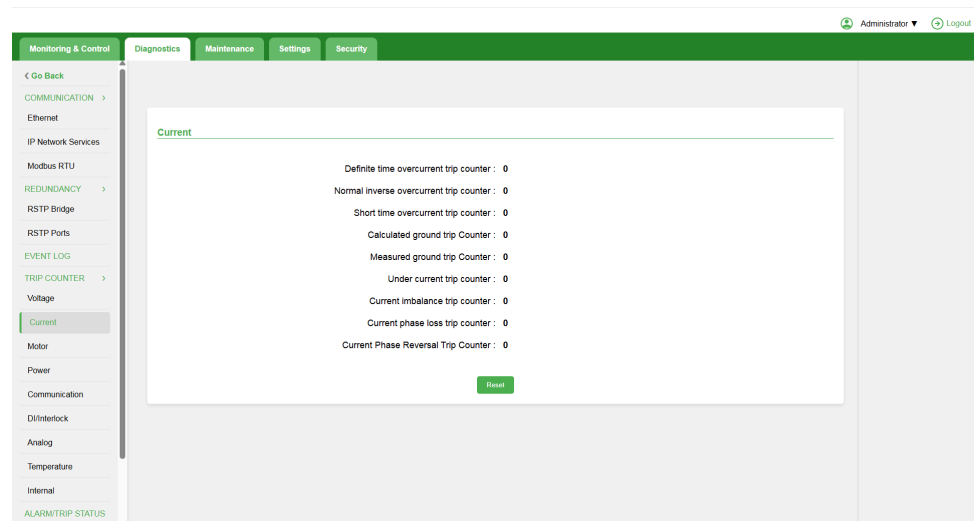 Administrator ▼ Logout
Monitoring & Control Diagnostics Maintenance Settings Security
< Go Back
COMMUNICATION >
Ethernet
IP Network Services
Modbus RTU
REDUNDANCY >
RSTP Bridge
RSTP Ports
EVENT LOG
TRIP COUNTER >
Voltage
Current
Motor
Power
Communication
DI/Interlock
Analog
Temperature
Internal
ALARM/TRIP STATUS
Current
Definite time overcurrent trip counter : 0
Normal inverse overcurrent trip counter : 0
Short time overcurrent trip counter : 0
Calculated ground trip Counter : 0
Measured ground trip Counter : 0
Under current trip counter : 0
Current imbalance trip counter : 0
Current phase loss trip counter : 0
Current Phase Reversal Trip Counter : 0
Reset